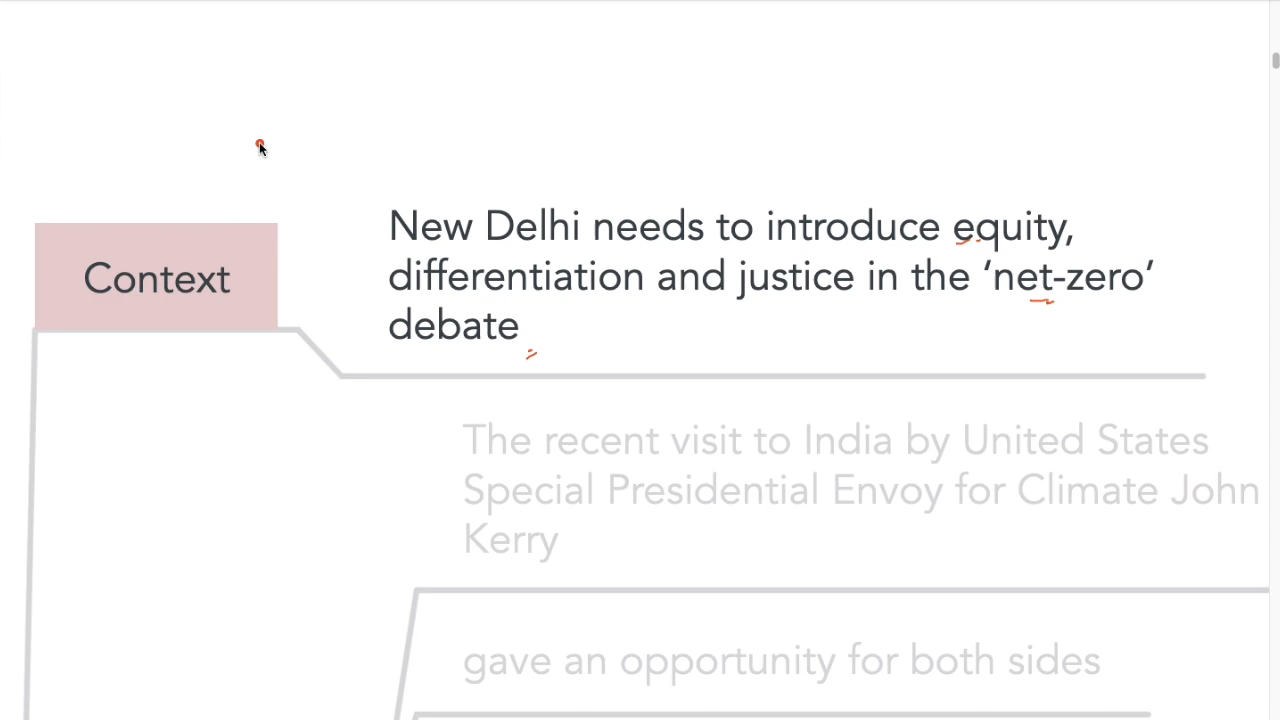 New Delhi needs to introduce equity,
Context
differentiation and justice in the ‘net-zero’
debate
The recent visit to India by United States
Special Presidential Envoy for Climate John
Kerry
gave an opportunity for both sides